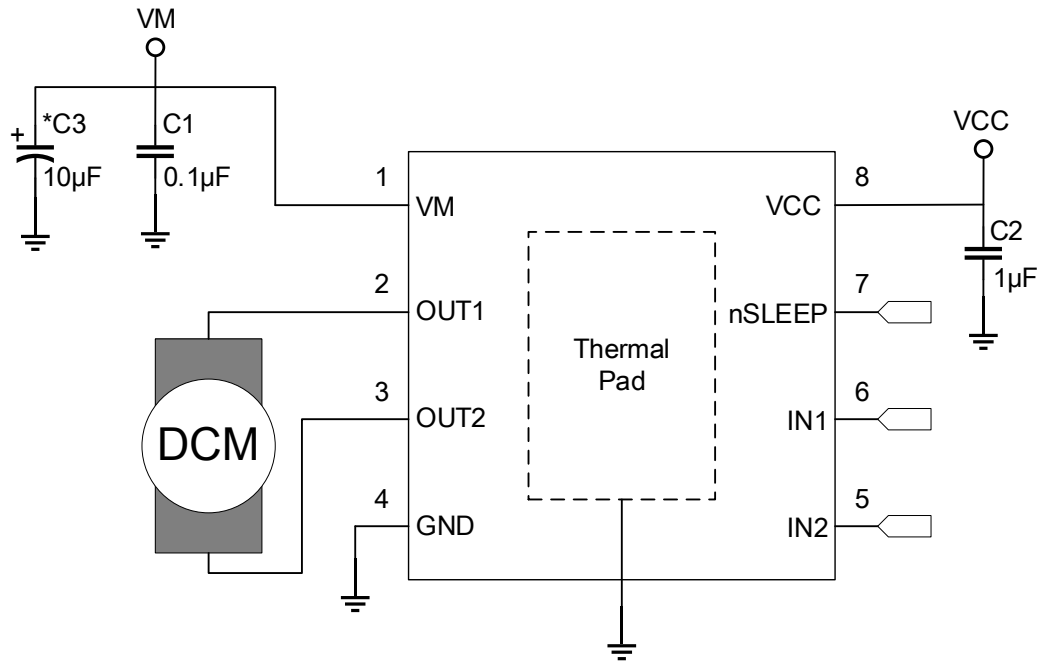 VM
+
*C3
10µF
C1
0.1µF
1
VM
2
OUT1
3
OUT2
4
GND
DCM
Thermal
Pad
8
VCC
7
nSLEEP
6
IN1
5
IN2
VCC
C2
1µF